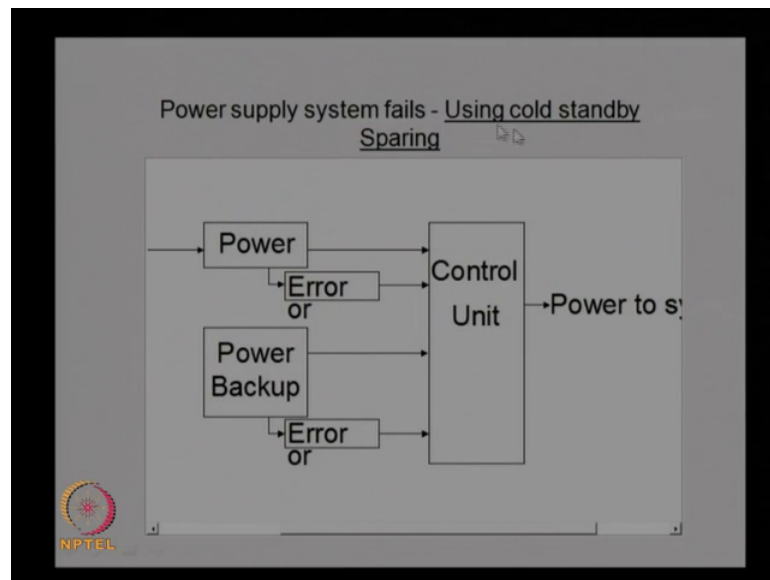 Power supply system fails - Using cold standby
Sparing
Power
Error
or
Control
Unit
Power to sy
Power
Backup
Error
or
NPTEL